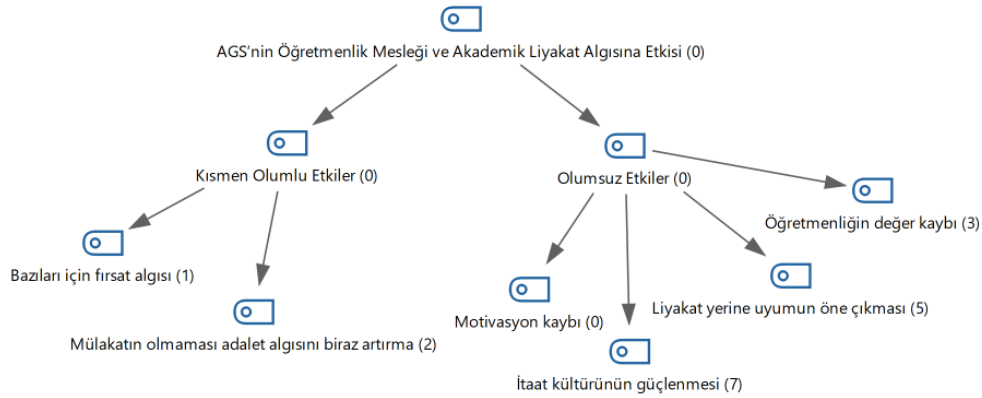 AGS’nin Öğretmenlik Mesleği ve Akademik Liyakat Algısına Etkisi (0)
Kısmen Olumlu Etkiler (0)
Olumsuz Etkiler (0)
Öğretmenliğin değer kaybı (3)
Bazıları için fırsat algısı (1)
Liyakat yerine uyumun öne çıkması (5)
Motivasyon kaybı (0)
Mülakatın olmaması adalet algısını biraz artırma (2)
İtaat kültürünün güçlenmesi (7)